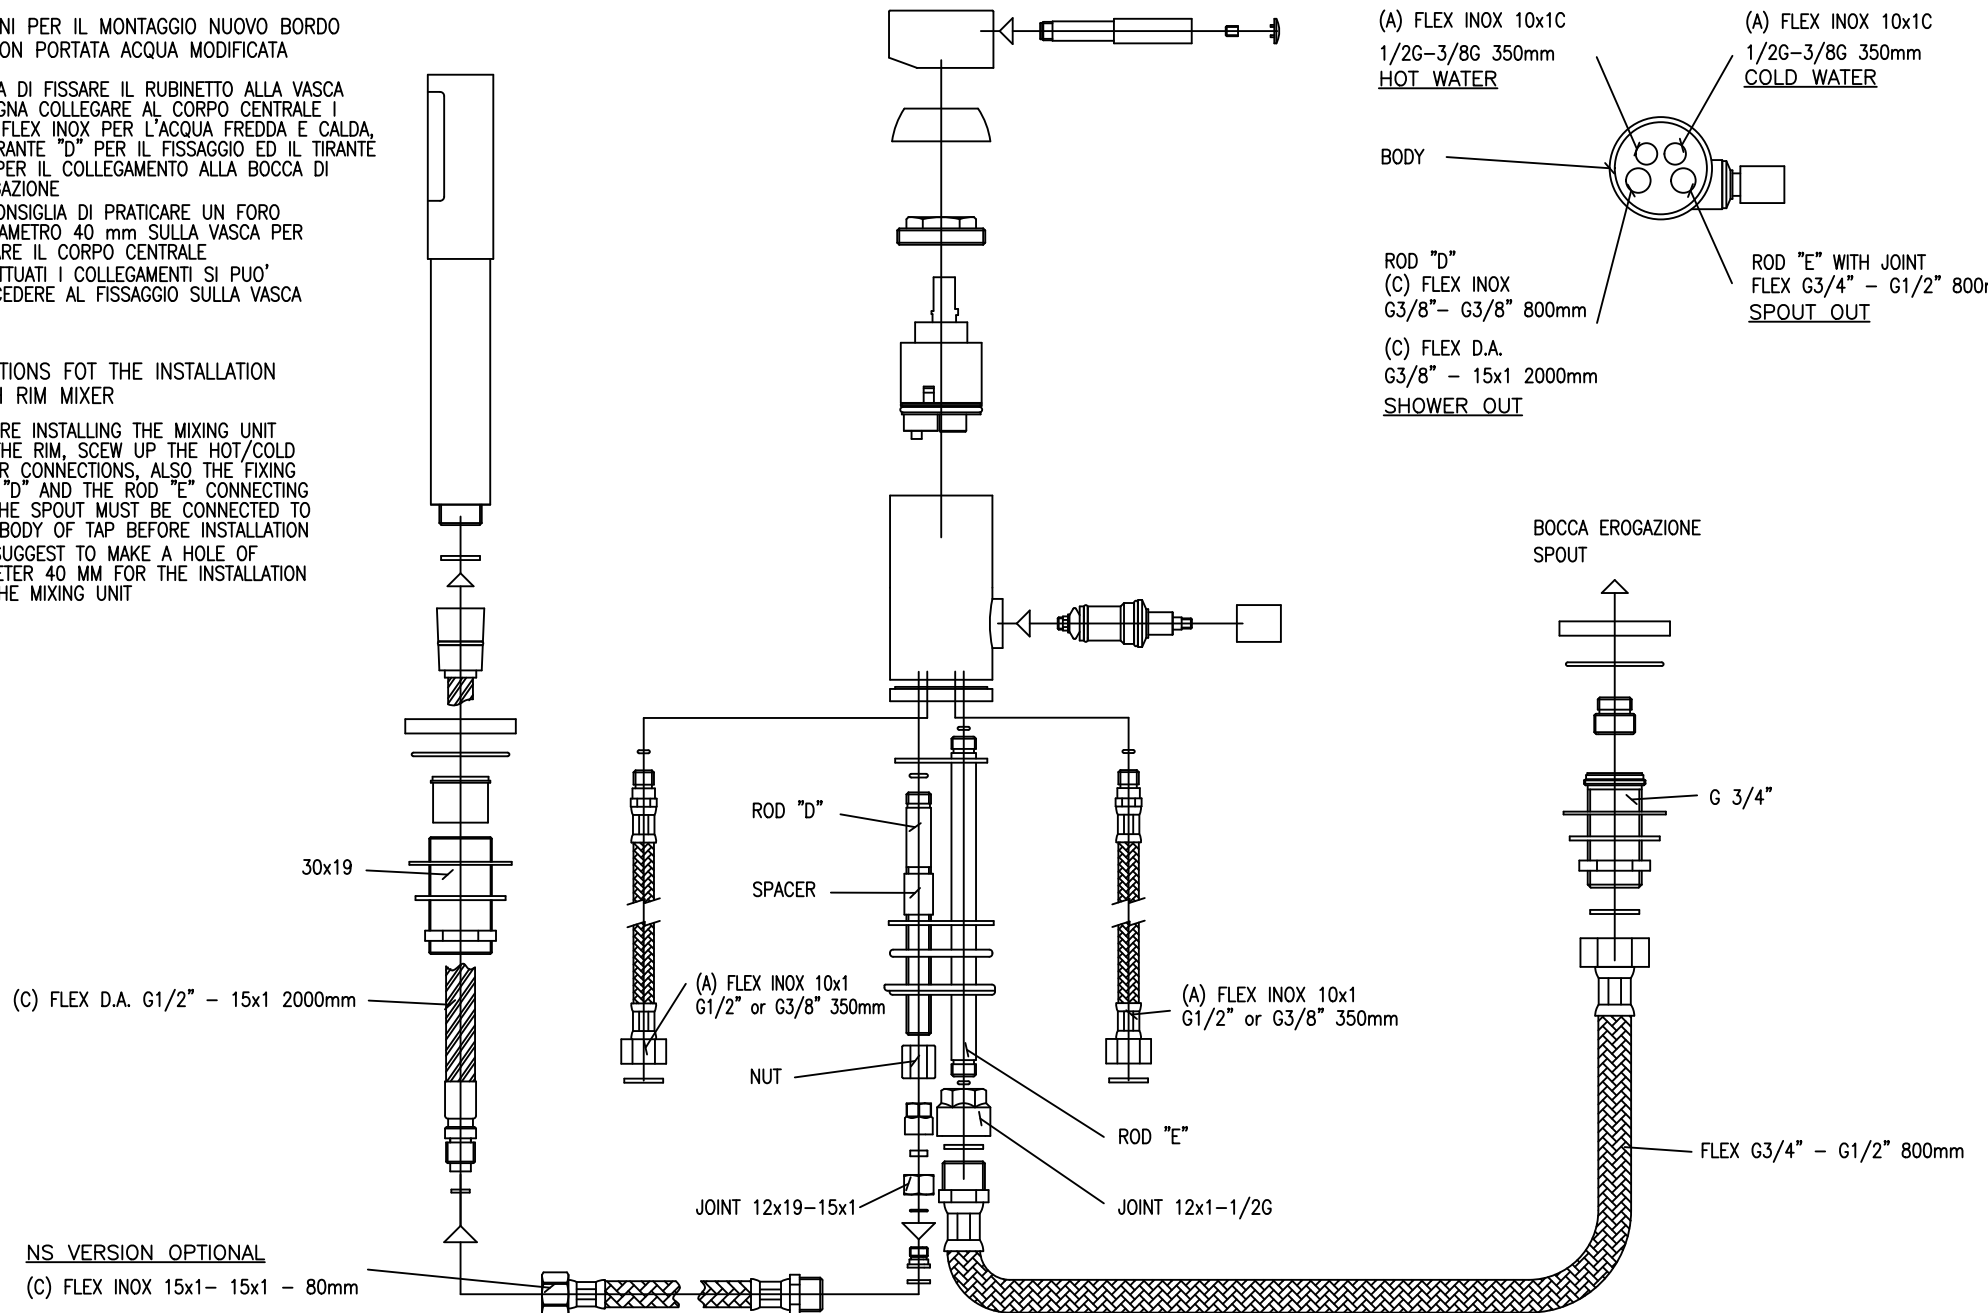 NI PER IL MONTAGGIO NUOVO BORDO
ON PORTATA ACQUA MODIFICATA
A DI FISSARE IL RUBINETTO ALLA VASCA
GNA COLLEGARE AL CORPO CENTRALE I
FLEX INOX PER L'ACQUA FREDDA E CALDA,
RANTE "D" PER IL FISSAGGIO ED IL TIRANTE
PER IL COLLEGAMENTO ALLA BOCCA DI
GAZIONE
ONSIGLIA DI PRATICARE UN FORO
AMETRO 40 mm SULLA VASCA PER
ARE IL CORPO CENTRALE
TTUATI I COLLEGAMENTI SI PUO'
CEDERE AL FISSAGGIO SULLA VASCA
TIONS FOT THE INSTALLATION
RIM MIXER
RE INSTALLING THE MIXING UNIT
THE RIM, SCEW UP THE HOT/COLD
R CONNECTIONS, ALSO THE FIXING
"D" AND THE ROD "E" CONNECTING
HE SPOUT MUST BE CONNECTED TO
BODY OF TAP BEFORE INSTALLATION
SUGGEST TO MAKE A HOLE OF
ETER 40 MM FOR THE INSTALLATION
HE MIXING UNIT
(A) FLEX INOX 10x1C
1/2G-3/8G 350mm
HOT WATER
(A) FLEX INOX 10x1C
1/2G-3/8G 350mm
COLD WATER
BODY
ROD "D"
(C) FLEX INOX
G3/8"- G3/8" 800mm
(C) FLEX D.A.
G3/8" - 15x1 2000mm
SHOWER OUT
ROD "E" WITH JOINT
FLEX G3/4" - G1/2" 800
SPOUT OUT
BOCCA EROGAZIONE
SPOUT
G 3/4"
ROD "D"
SPACER
30x19
(C) FLEX D.A. G1/2" - 15x1 2000mm
(A) FLEX INOX 10x1
G1/2" or G3/8" 350mm
(A) FLEX INOX 10x1
G1/2" or G3/8" 350mm
NUT
ROD "E"
FLEX G3/4" - G1/2" 800mm
JOINT 12x19-15x1
JOINT 12x1-1/2G
NS VERSION OPTIONAL
(C) FLEX INOX 15x1- 15x1 - 80mm